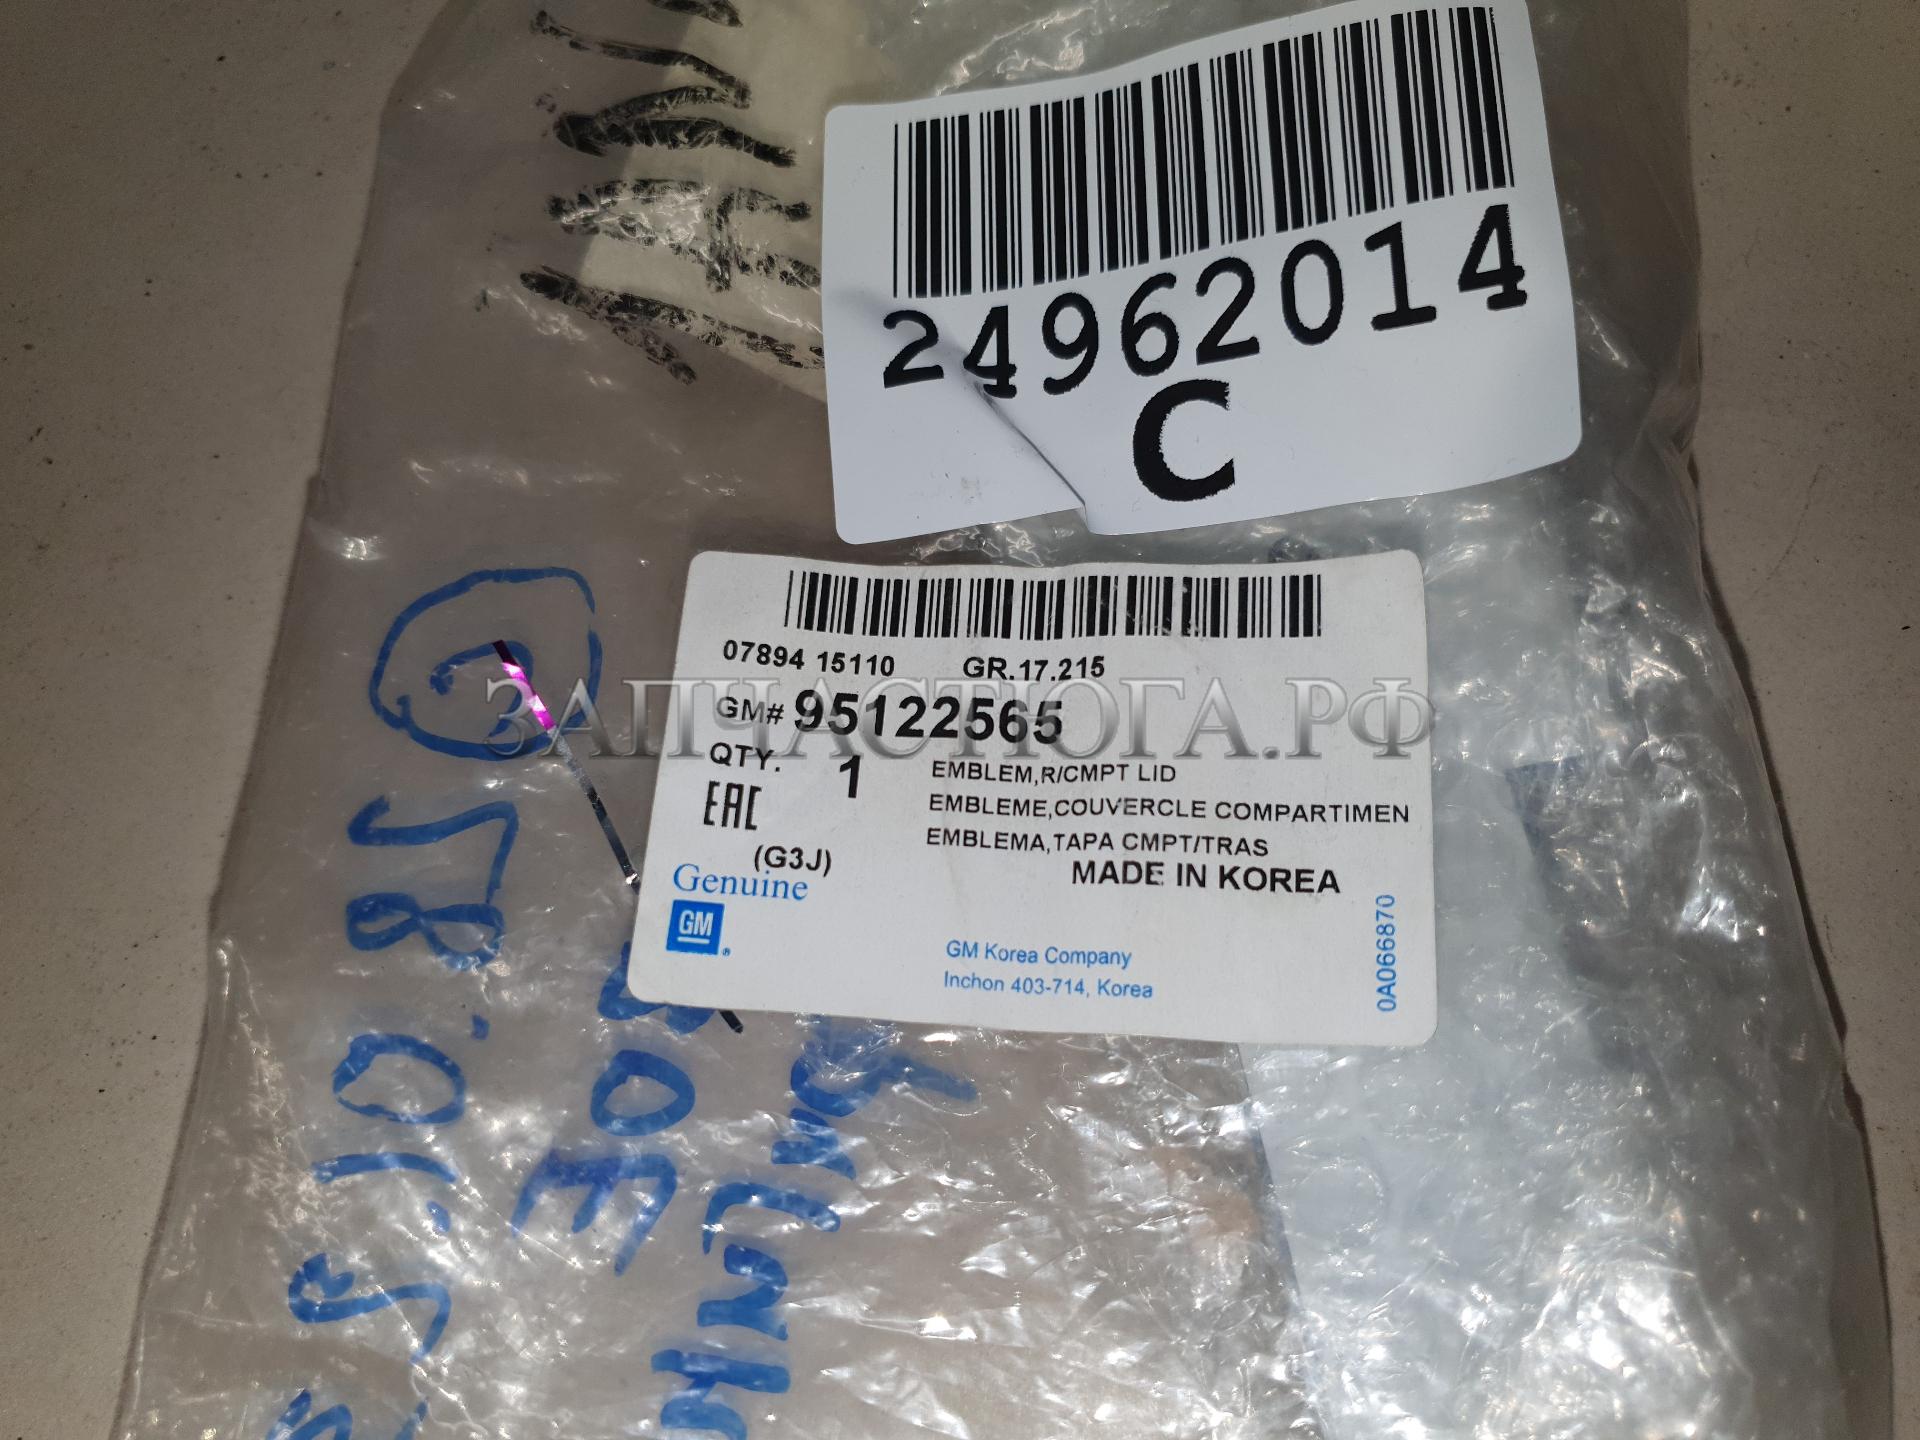 24962014
C
07894 15110 GR.17.215
GM# 95122565
QTY. 1
EMBLEM,R/CMPT LID
EMBLEME,COUVERCLE COMPARTIMEN
EMBLEMA,TAPA CMPT/TRAS
EAC
(G3J)
MADE IN KOREA
Genuine
GM
GM Korea Company
Inchon 403-714, Korea
0A066870
ЗАПЧАСТЮГА.РФ